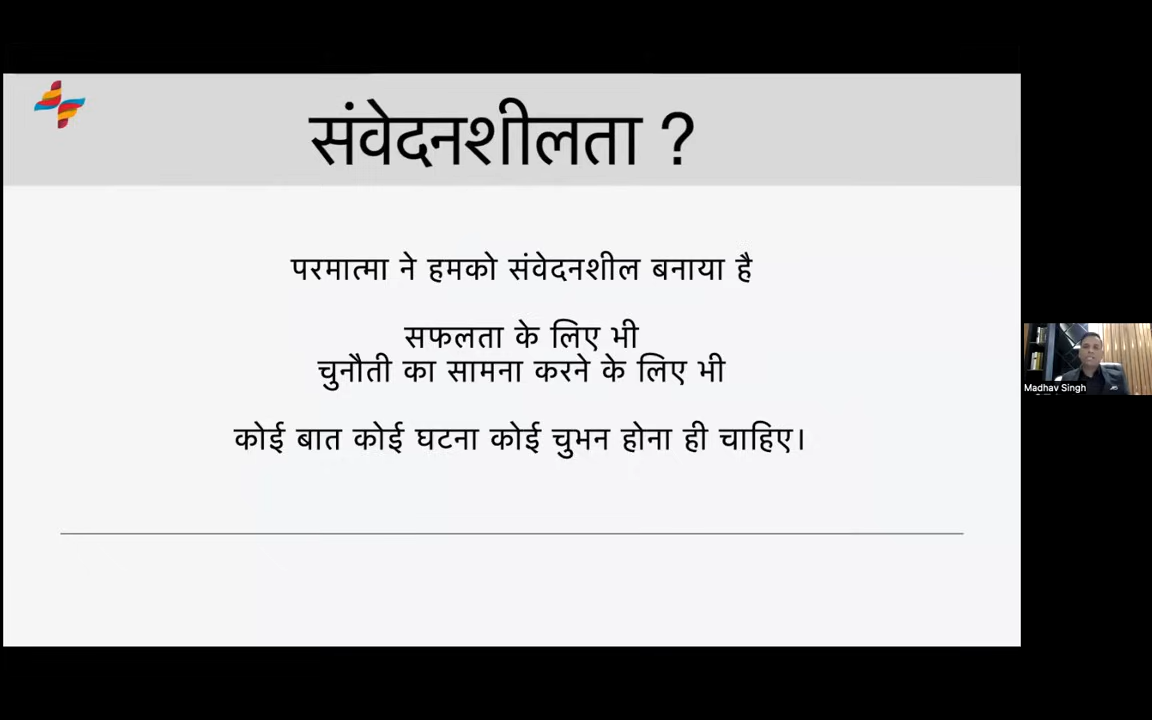 संवेदनशीलता ?
परमात्मा ने हमको संवेदनशील बनाया है
सफलता के लिए भी
चुनौती का सामना करने के लिए भी
कोई बात कोई घटना कोई चुभन होना ही चाहिए।
Madhav Singh